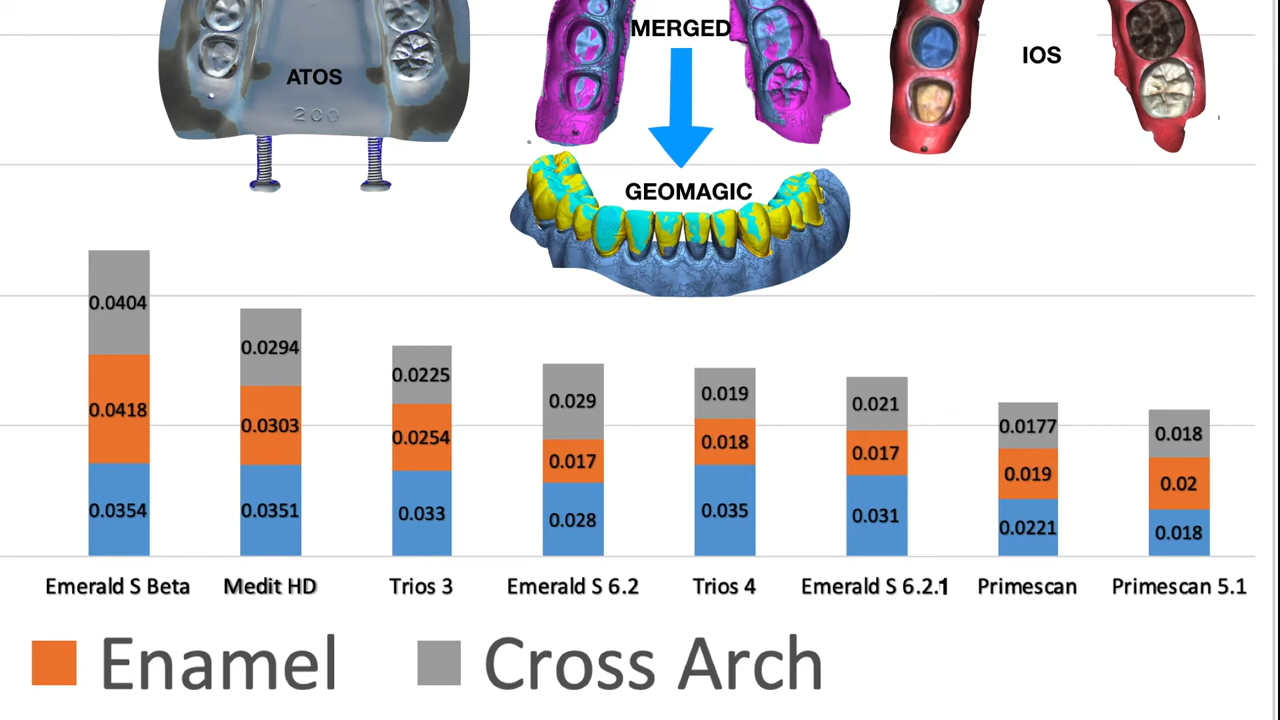 MERGED
IOS
ATOS
200
GEOMAGIC
0.0404
0.0294
0.0225
0.029
0.019
0.021
0.0177
0.018
0.0418
0.0303
0.0254
0.017
0.018
0.017
0.019
0.02
0.0354
0.0351
0.033
0.028
0.035
0.031
0.0221
0.018
Emerald S Beta
Medit HD
Trios 3
Emerald S 6.2
Trios 4
Emerald S 6.2.1
Primescan
Primescan 5.1
Enamel
Cross Arch